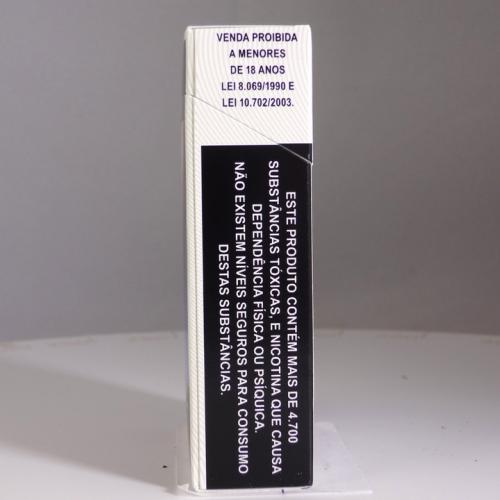 VENDA PROIBIDA
A MENORES
DE 18 ANOS
LEI 8.069/1990 E
LEI 10.702/2003.
ESTE PRODUTO CONTÉM MAIS DE 4.700
SUBSTÂNCIAS TÓXICAS, E NICOTINA QUE CAUSA
DEPENDÊNCIA FÍSICA OU PSÍQUICA.
NÃO EXISTEM NÍVEIS SEGUROS PARA CONSUMO
DESTAS SUBSTÂNCIAS.